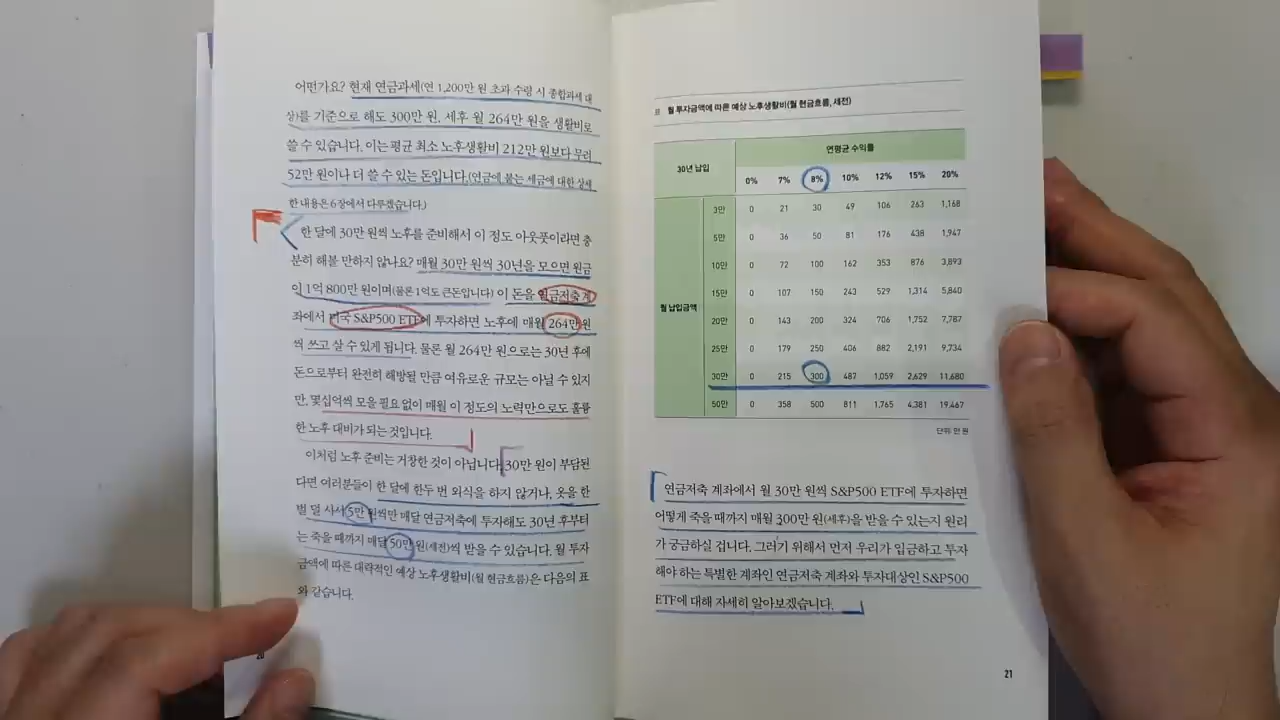 어떤가요? 현재 연금과세(연 1,200만 원 초과 수령 시 종합과세 대
상)를 기준으로 해도 300만 원, 세후 월 264만 원을 생활비로
쓸 수 있습니다. 이는 평균 최소 노후생활비 212만 원보다 무려
52만 원이나 더 쓸 수 있는 돈입니다.(연금에 붙는 세금에 대한 상세
한 내용은 6장에서 다루겠습니다.)
한 달에 30만 원씩 노후를 준비해서 이 정도 아웃풋이라면 충
분히 해볼 만하지 않나요? 매월 30만 원씩 30년을 모으면 원금
이 1억 800만 원이며(물론 1억도 큰돈입니다) 이 돈을 연금저축계
좌에서 미국 S&P500 ETF에 투자하면 노후에 매월 264만 원
씩 쓰고 살 수 있게 됩니다. 물론 월 264만 원으로는 30년 후에
돈으로부터 완전히 해방될 만큼 여유로운 규모는 아닐 수 있지
만, 몇십억씩 모을 필요 없이 매월 이 정도의 노력만으로도 훌륭
한 노후 대비가 되는 것입니다.
이처럼 노후 준비는 거창한 것이 아닙니다. 30만 원이 부담된
다면 여러분들이 한 달에 한두 번 외식을 하지 않거나, 옷을 한
벌 덜 사서 5만 원씩만 매달 연금저축에 투자해도 30년 후부터
는 죽을 때까지 매달 50만 원(세전)씩 받을 수 있습니다. 월 투자
금액에 따른 대략적인 예상 노후생활비(월 현금흐름)은 다음의 표
와 같습니다.
20
표 월 투자금액에 따른 예상 노후생활비(월 현금흐름, 세전)
30년 납입 연평균 수익률
0% 7% 8% 10% 12% 15% 20%
월 납입금액
3만 0 21 30 49 106 263 1,168
5만 0 36 50 81 176 438 1,947
10만 0 72 100 162 353 876 3,893
15만 0 107 150 243 529 1,314 5,840
20만 0 143 200 324 706 1,752 7,787
25만 0 179 250 406 882 2,191 9,734
30만 0 215 300 487 1,059 2,629 11,680
50만 0 358 500 811 1,765 4,381 19,467
단위: 만 원
연금저축 계좌에서 월 30만 원씩 S&P500 ETF에 투자하면
어떻게 죽을 때까지 매월 300만 원(세후)을 받을 수 있는지 원리
가 궁금하실 겁니다. 그러기 위해서 먼저 우리가 입금하고 투자
해야 하는 특별한 계좌인 연금저축 계좌와 투자대상인 S&P500
ETF에 대해 자세히 알아보겠습니다.
21